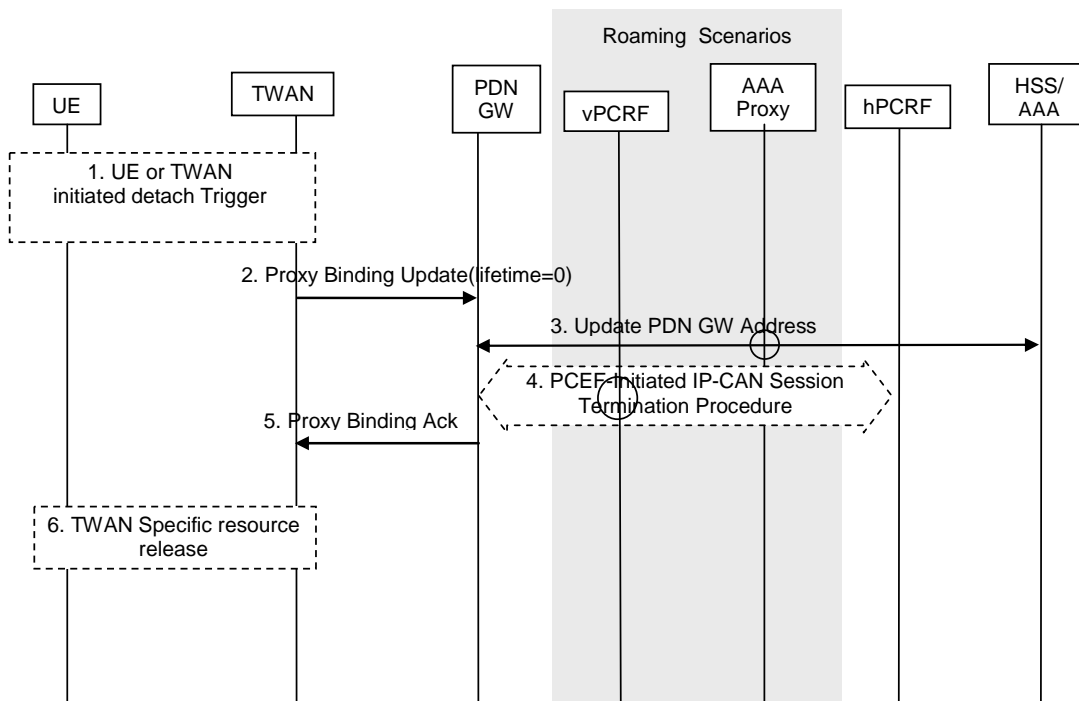 Roaming Scenarios
UE
TWAN
PDN
GW
vPCRF
AAA
Proxy
hPCRF
HSS/
AAA
1. UE or TWAN
initiated detach Trigger
2. Proxy Binding Update(lifetime=0)
3. Update PDN GW Address
4. PCEF-Initiated IP-CAN Session
Termination Procedure
5. Proxy Binding Ack
6. TWAN Specific resource
release